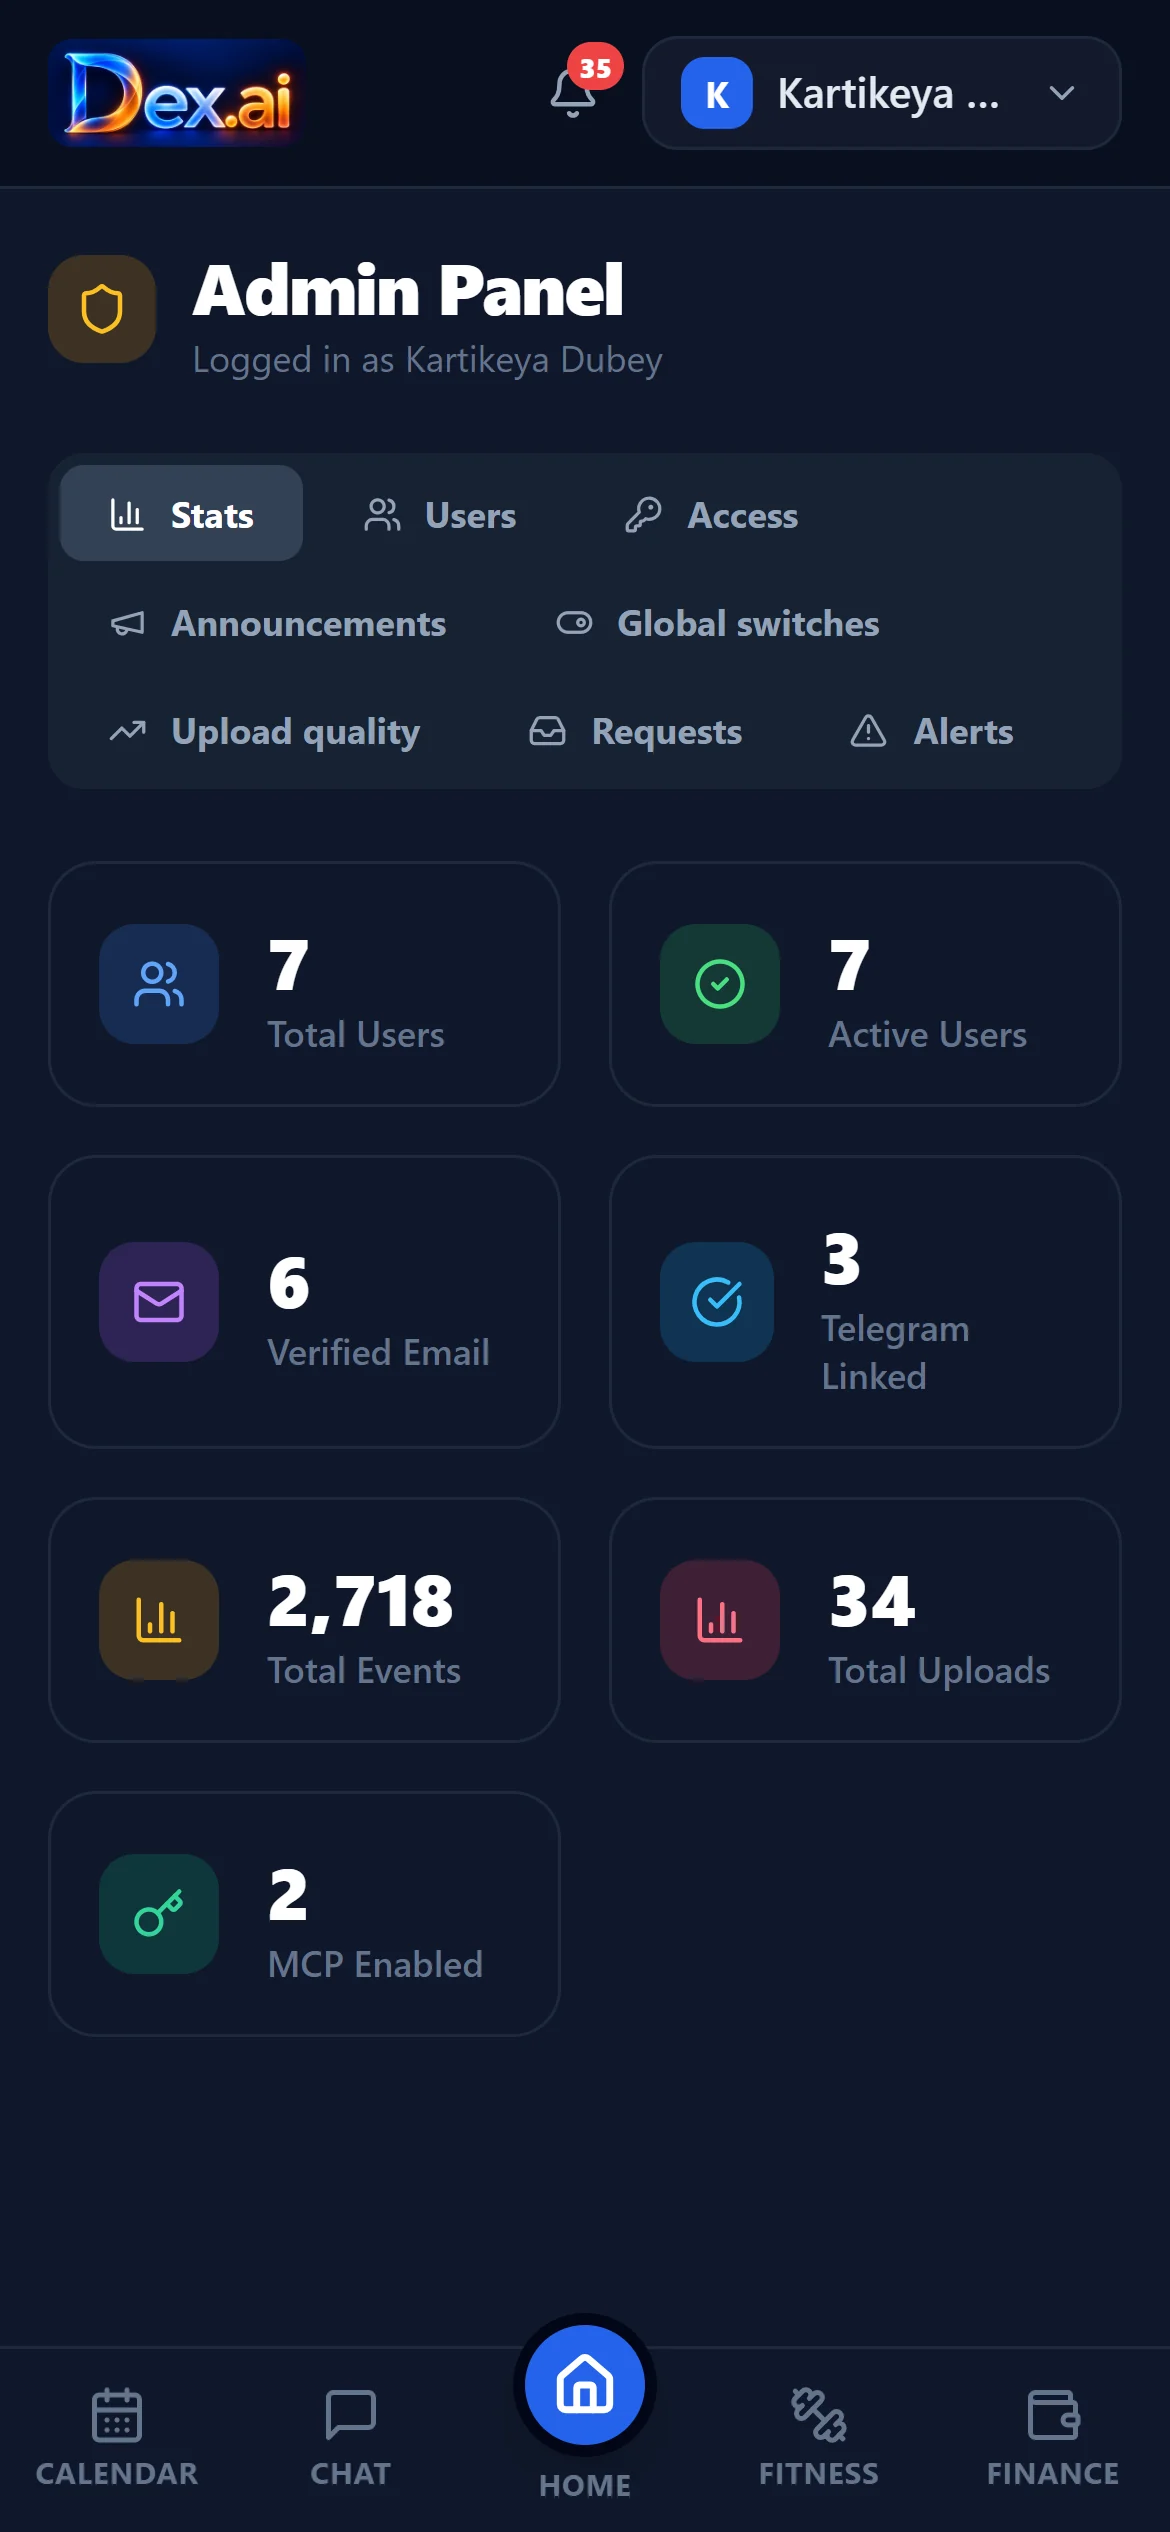 Dex.ai
35
K
Kartikeya ...
Admin Panel
Logged in as Kartikeya Dubey
Stats
Users
Access
Announcements
Global switches
Upload quality
Requests
Alerts
7
Total Users
7
Active Users
6
Verified Email
3
Telegram
Linked
2,718
Total Events
34
Total Uploads
2
MCP Enabled
CALENDAR
CHAT
HOME
FITNESS
FINANCE